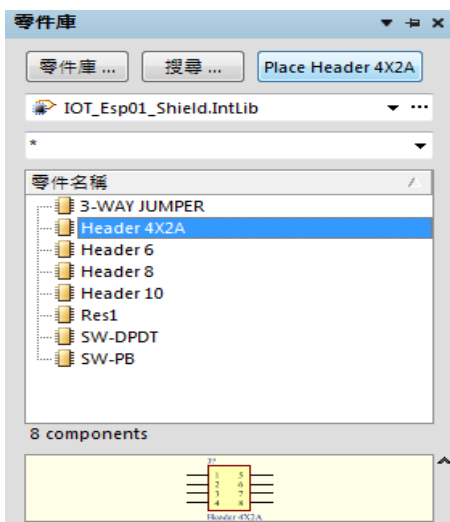 零件庫
零件庫 ... 搜尋 ... Place Header 4X2A
IOT_Esp01_Shield.IntLib ...
*
零件名稱
3-WAY JUMPER
Header 4X2A
Header 6
Header 8
Header 10
Res1
SW-DPDT
SW-PB
8 components
P?
1 5
2 6
3 7
4 8
Header 4X2A